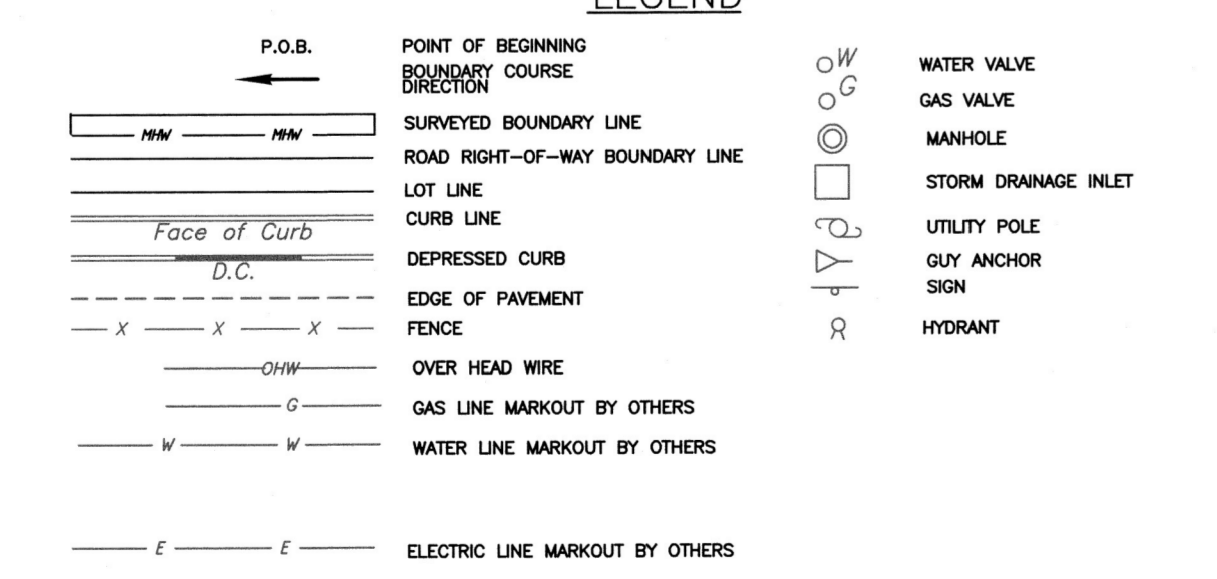 LEGEND
P.O.B. POINT OF BEGINNING
BOUNDARY COURSE
DIRECTION
MHW MHW SURVEYED BOUNDARY LINE
ROAD RIGHT-OF-WAY BOUNDARY LINE
LOT LINE
CURB LINE
Face of Curb
DEPRESSED CURB
D.C.
EDGE OF PAVEMENT
X X X FENCE
OHW OVER HEAD WIRE
G GAS LINE MARKOUT BY OTHERS
W W WATER LINE MARKOUT BY OTHERS
E E ELECTRIC LINE MARKOUT BY OTHERS
W WATER VALVE
G GAS VALVE
MANHOLE
STORM DRAINAGE INLET
UTILITY POLE
GUY ANCHOR
SIGN
HYDRANT